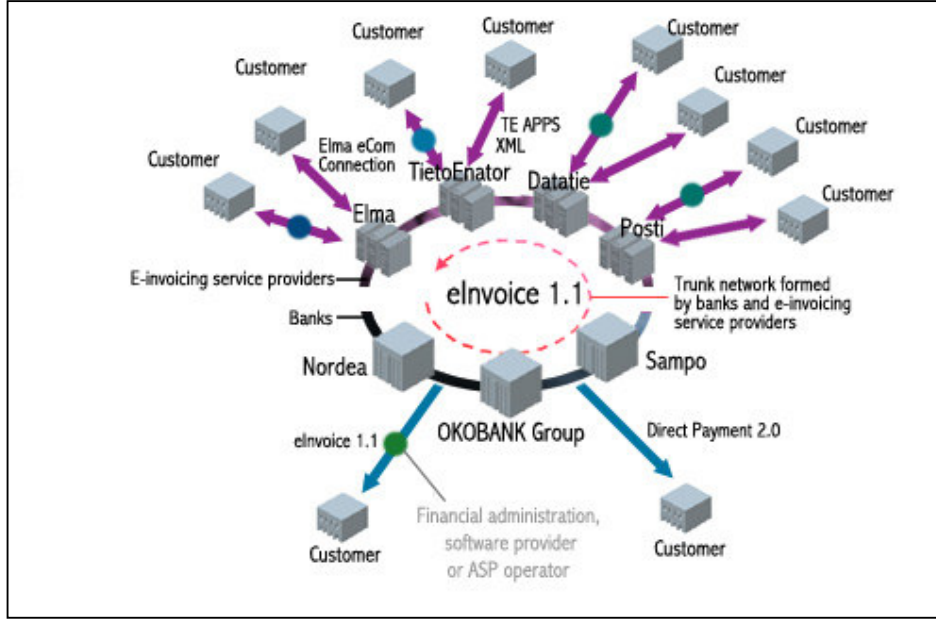 Customer
Customer
Customer
Customer
Customer
Customer
TE APPS
XML
Elma eCom
Connection
Customer
Customer
TietoEnator
Datatie
Customer
Elma
Posti
E-invoicing service providers
eInvoice 1.1
Trunk network formed
by banks and e-invoicing
service providers
Banks
Nordea
Sampo
OKOBANK Group
eInvoice 1.1
Direct Payment 2.0
Financial administration,
software provider
or ASP operator
Customer
Customer